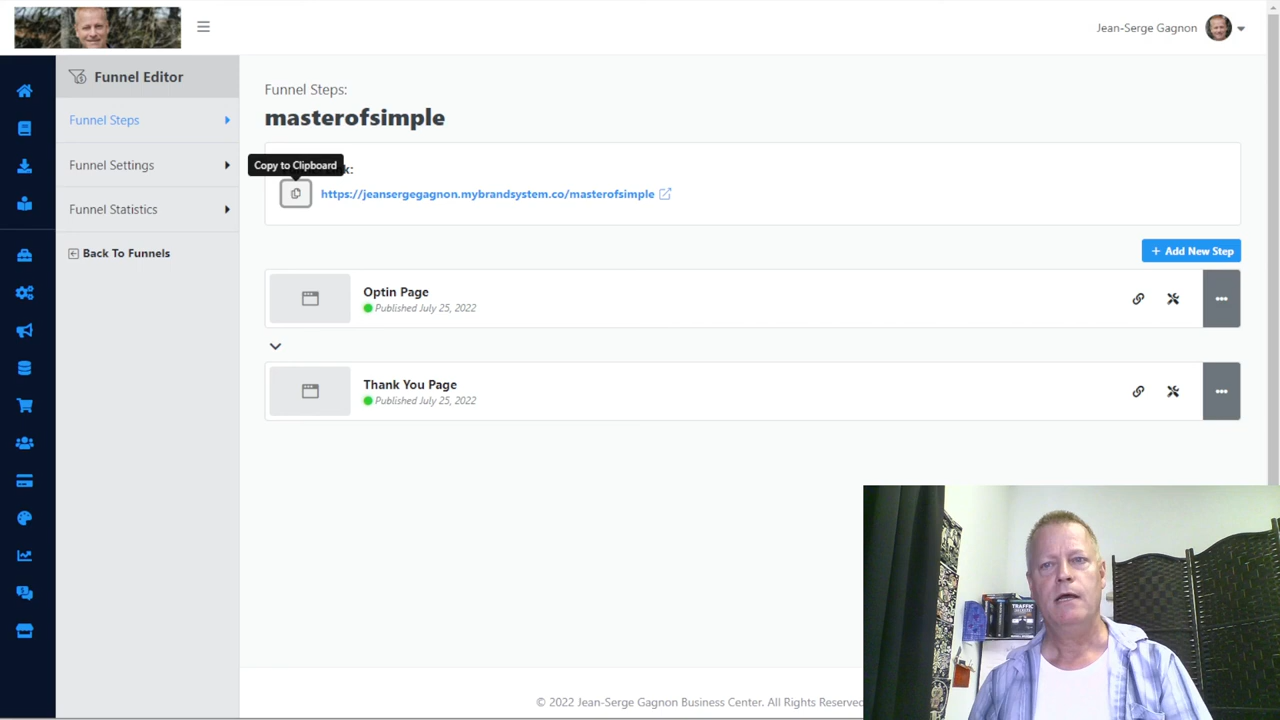 Jean-Serge Gagnon
Funnel Editor
Funnel Steps
Funnel Settings
Funnel Statistics
Back To Funnels
Funnel Steps:
masterofsimple
Copy to Clipboard
https://jeansergegagnon.mybrandsystem.co/masterofsimple
+ Add New Step
Optin Page
Published July 25, 2022
Thank You Page
Published July 25, 2022
© 2022 Jean-Serge Gagnon Business Center. All Rights Reserved
TRAFFIC